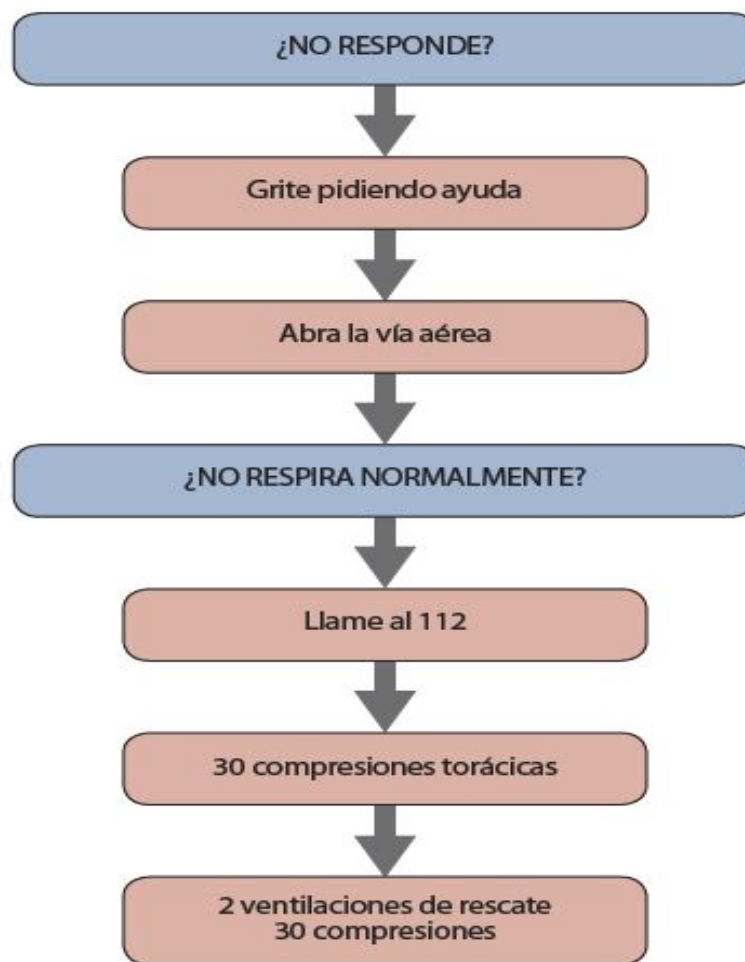 ¿NO RESPONDE?
Grite pidiendo ayuda
Abra la vía aérea
¿NO RESPIRA NORMALMENTE?
Llame al 112
30 compresiones torácicas
2 ventilaciones de rescate
30 compresiones